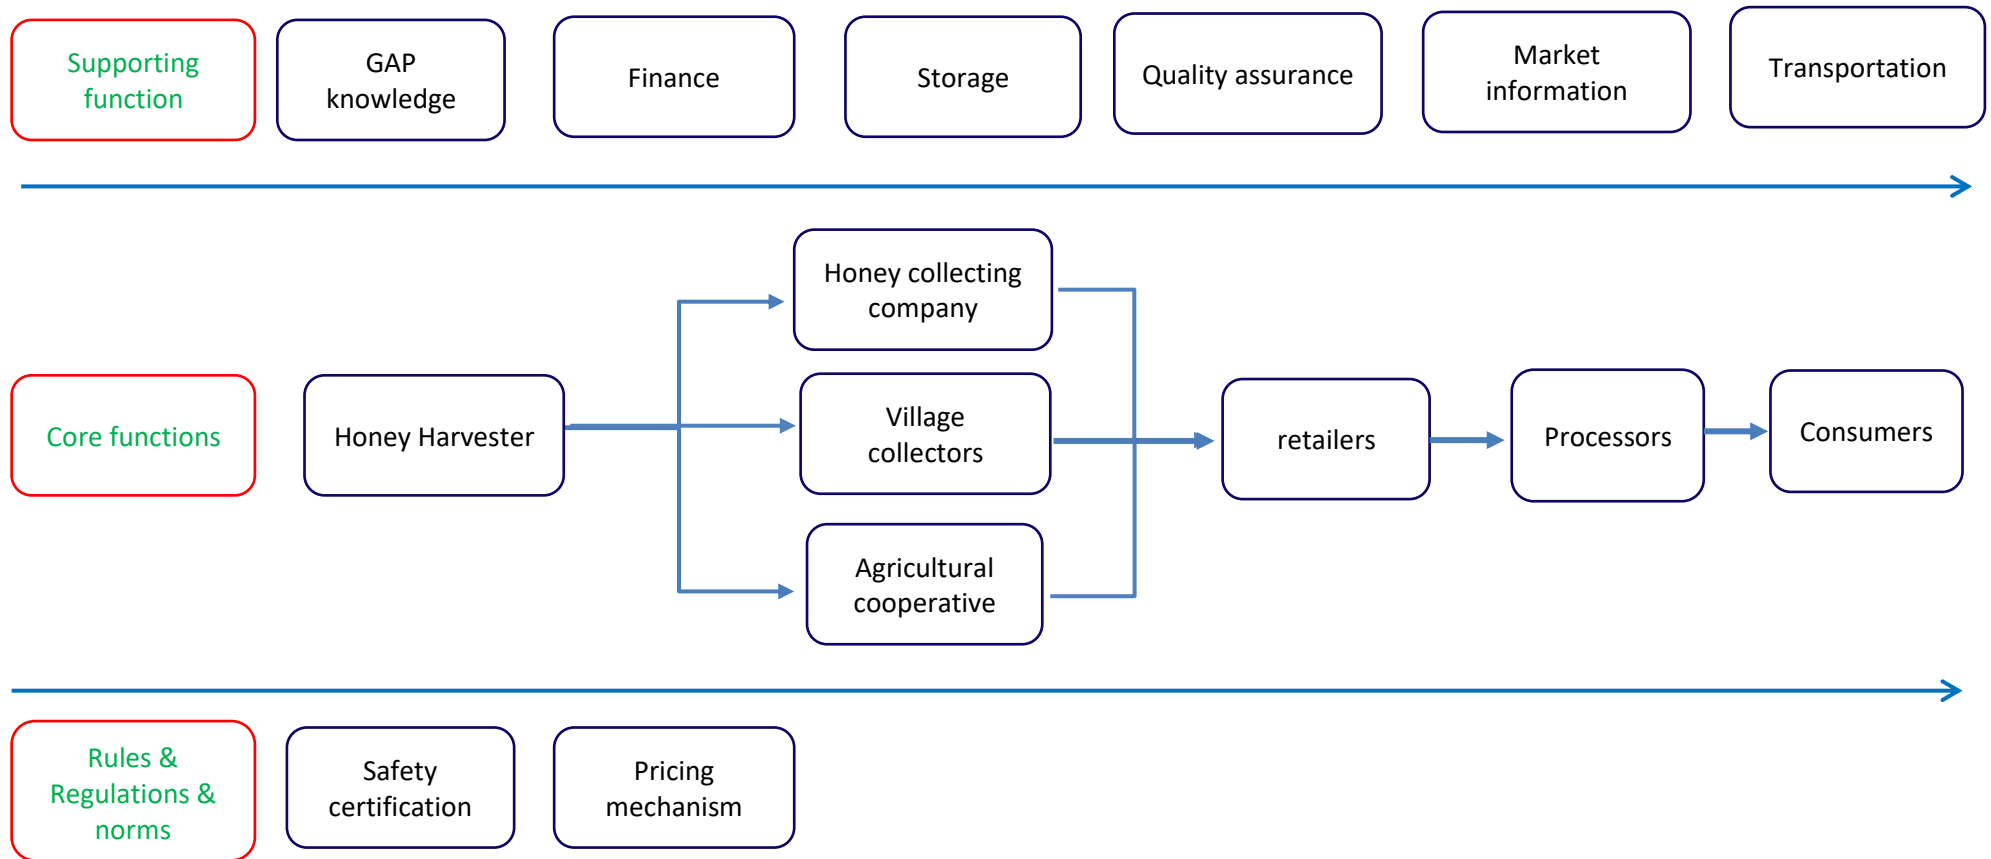 Supporting
function
GAP
knowledge
Finance
Storage
Quality assurance
Market
information
Transportation
Core functions
Honey Harvester
Honey collecting
company
Village
collectors
Agricultural
cooperative
retailers
Processors
Consumers
Rules &
Regulations &
norms
Safety
certification
Pricing
mechanism